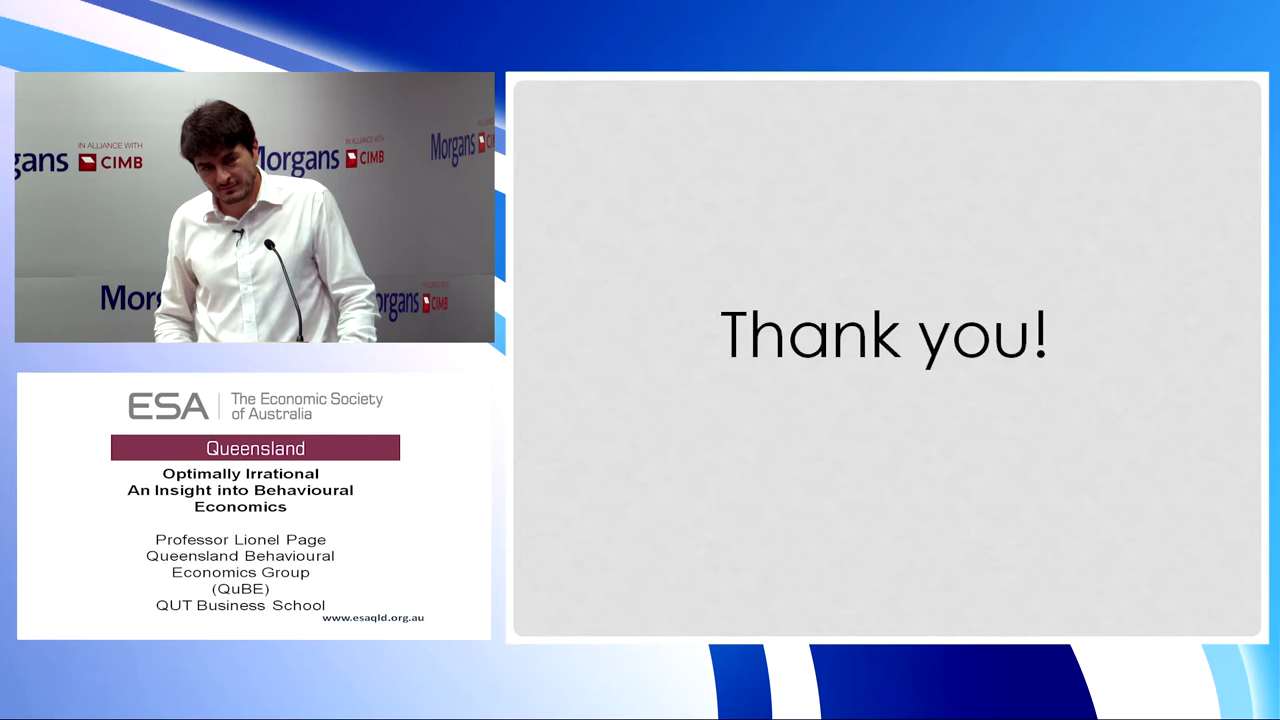 IN ALLIANCE WITH
gans CIMB
IN ALLIANCE WITH
Morgans CIMB
Morgans CIMB
Mor
organs CIMB
ESA The Economic Society
of Australia
Queensland
Optimally Irrational
An Insight into Behavioural
Economics
Professor Lionel Page
Queensland Behavioural
Economics Group
(QuBE)
QUT Business School
www.esaqld.org.au
Thank you!